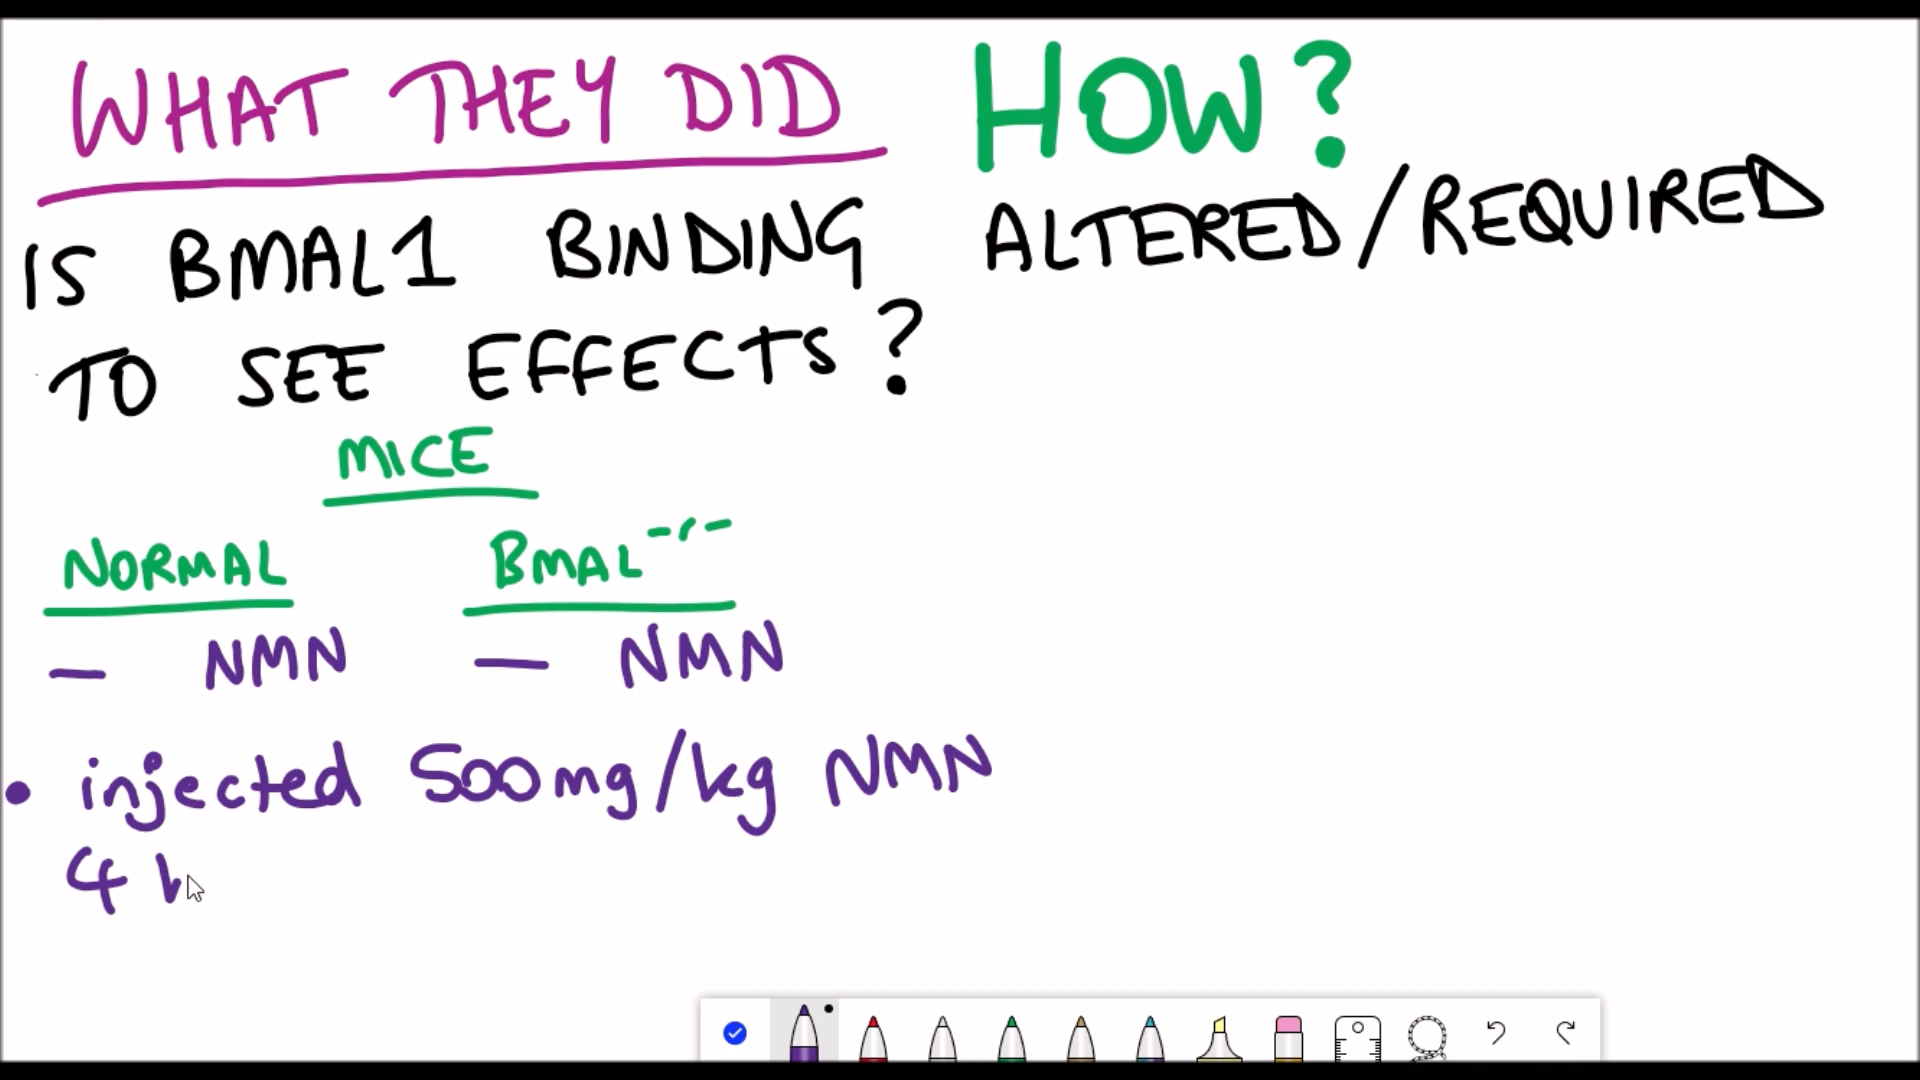 WHAT THEY DID HOW?
IS BMAL1 BINDING ALTERED/REQUIRED
TO SEE EFFECTS?
MICE
NORMAL BMAL-/-
— NMN — NMN
• injected 500mg/kg NMN
4